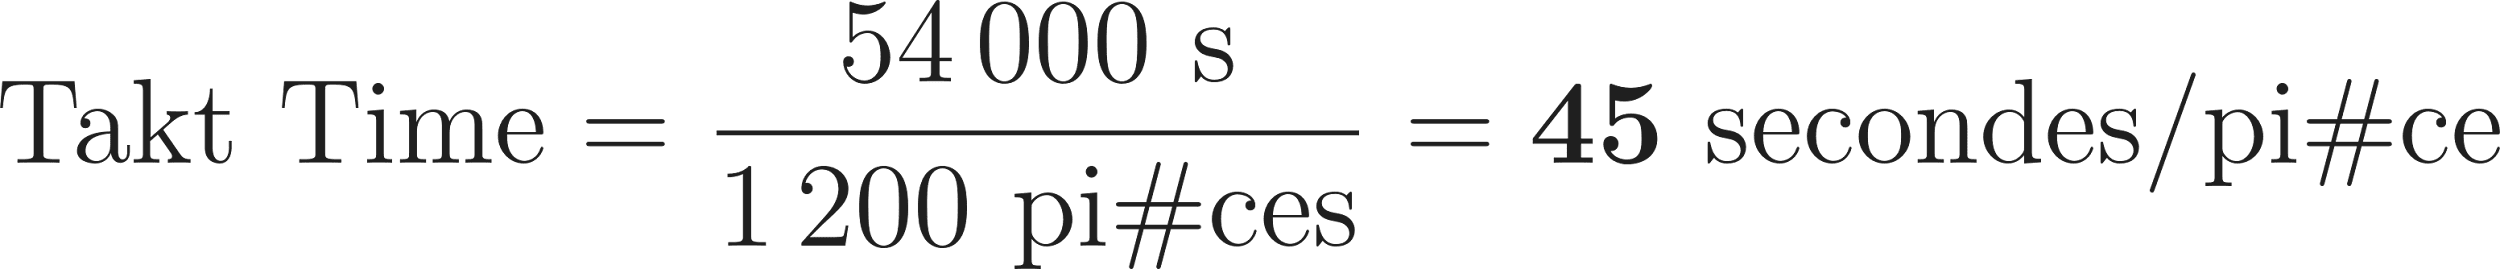 Takt Time = 54 000 s / 1 200 pi#ces = 45 secondes/pi#ce